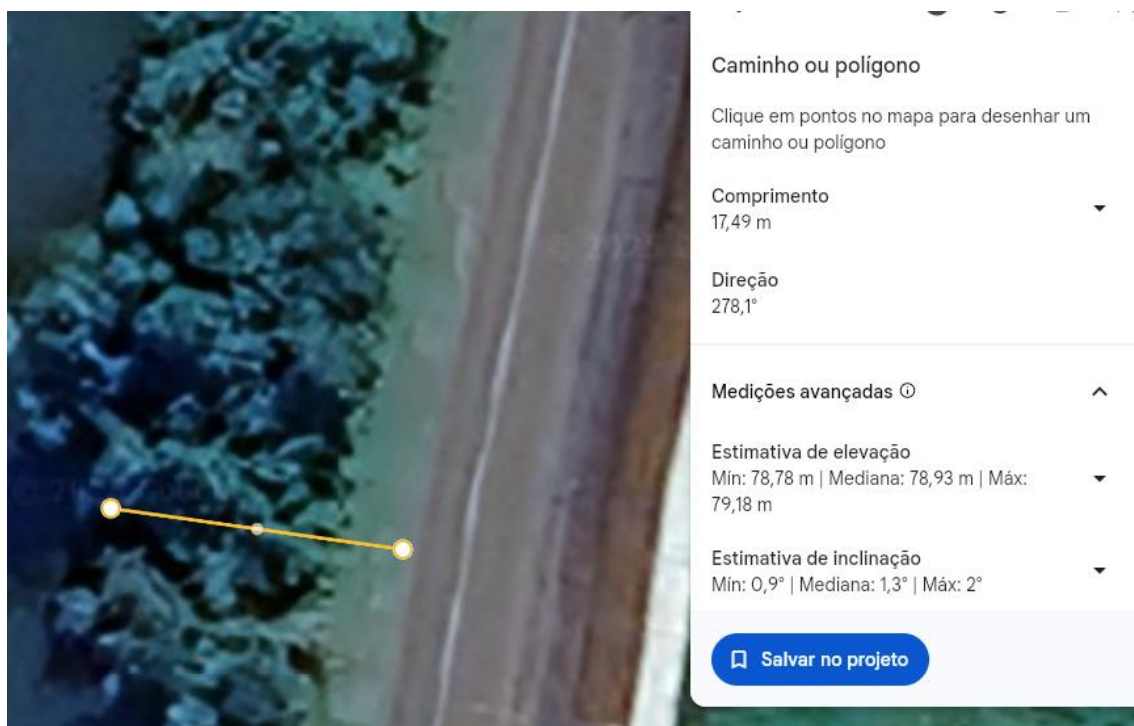 Caminho ou polígono
Clique em pontos no mapa para desenhar um
caminho ou polígono
Comprimento
17,49 m
Direção
278,1°
Medições avançadas
Estimativa de elevação
Mín: 78,78 m | Mediana: 78,93 m | Máx:
79,18 m
Estimativa de inclinação
Mín: 0,9° | Mediana: 1,3° | Máx: 2°
Salvar no projeto